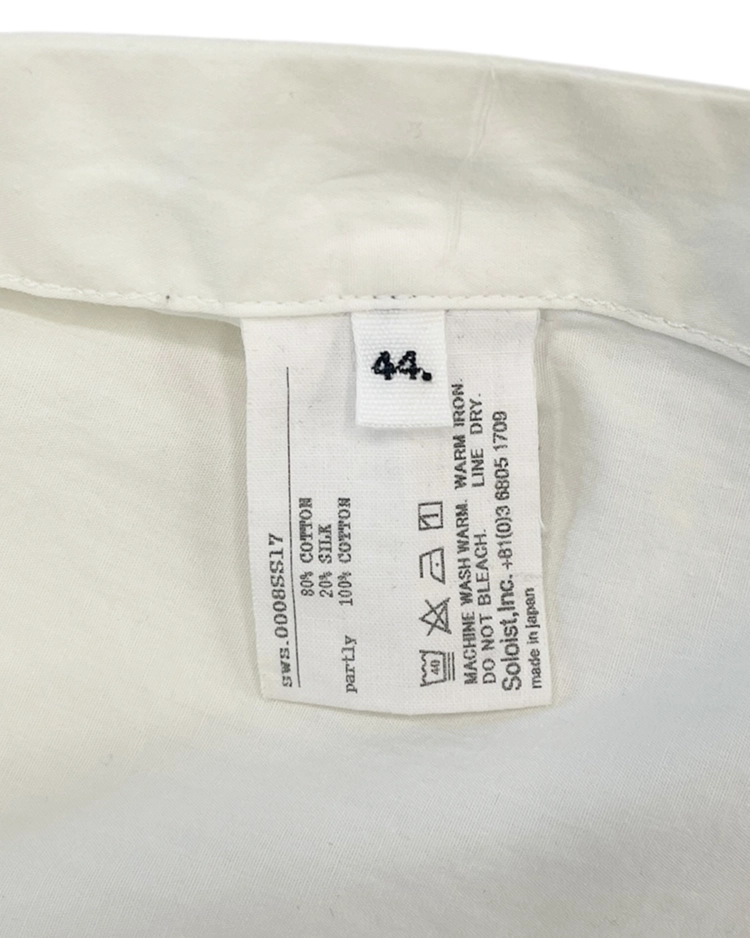 44.
sws.0008SS17
80% COTTON
20% SILK
partly 100% COTTON
40
MACHINE WASH WARM. WARM IRON.
DO NOT BLEACH. LINE DRY.
Soloist,Inc. +81(0)3 6805 1709
made in japan